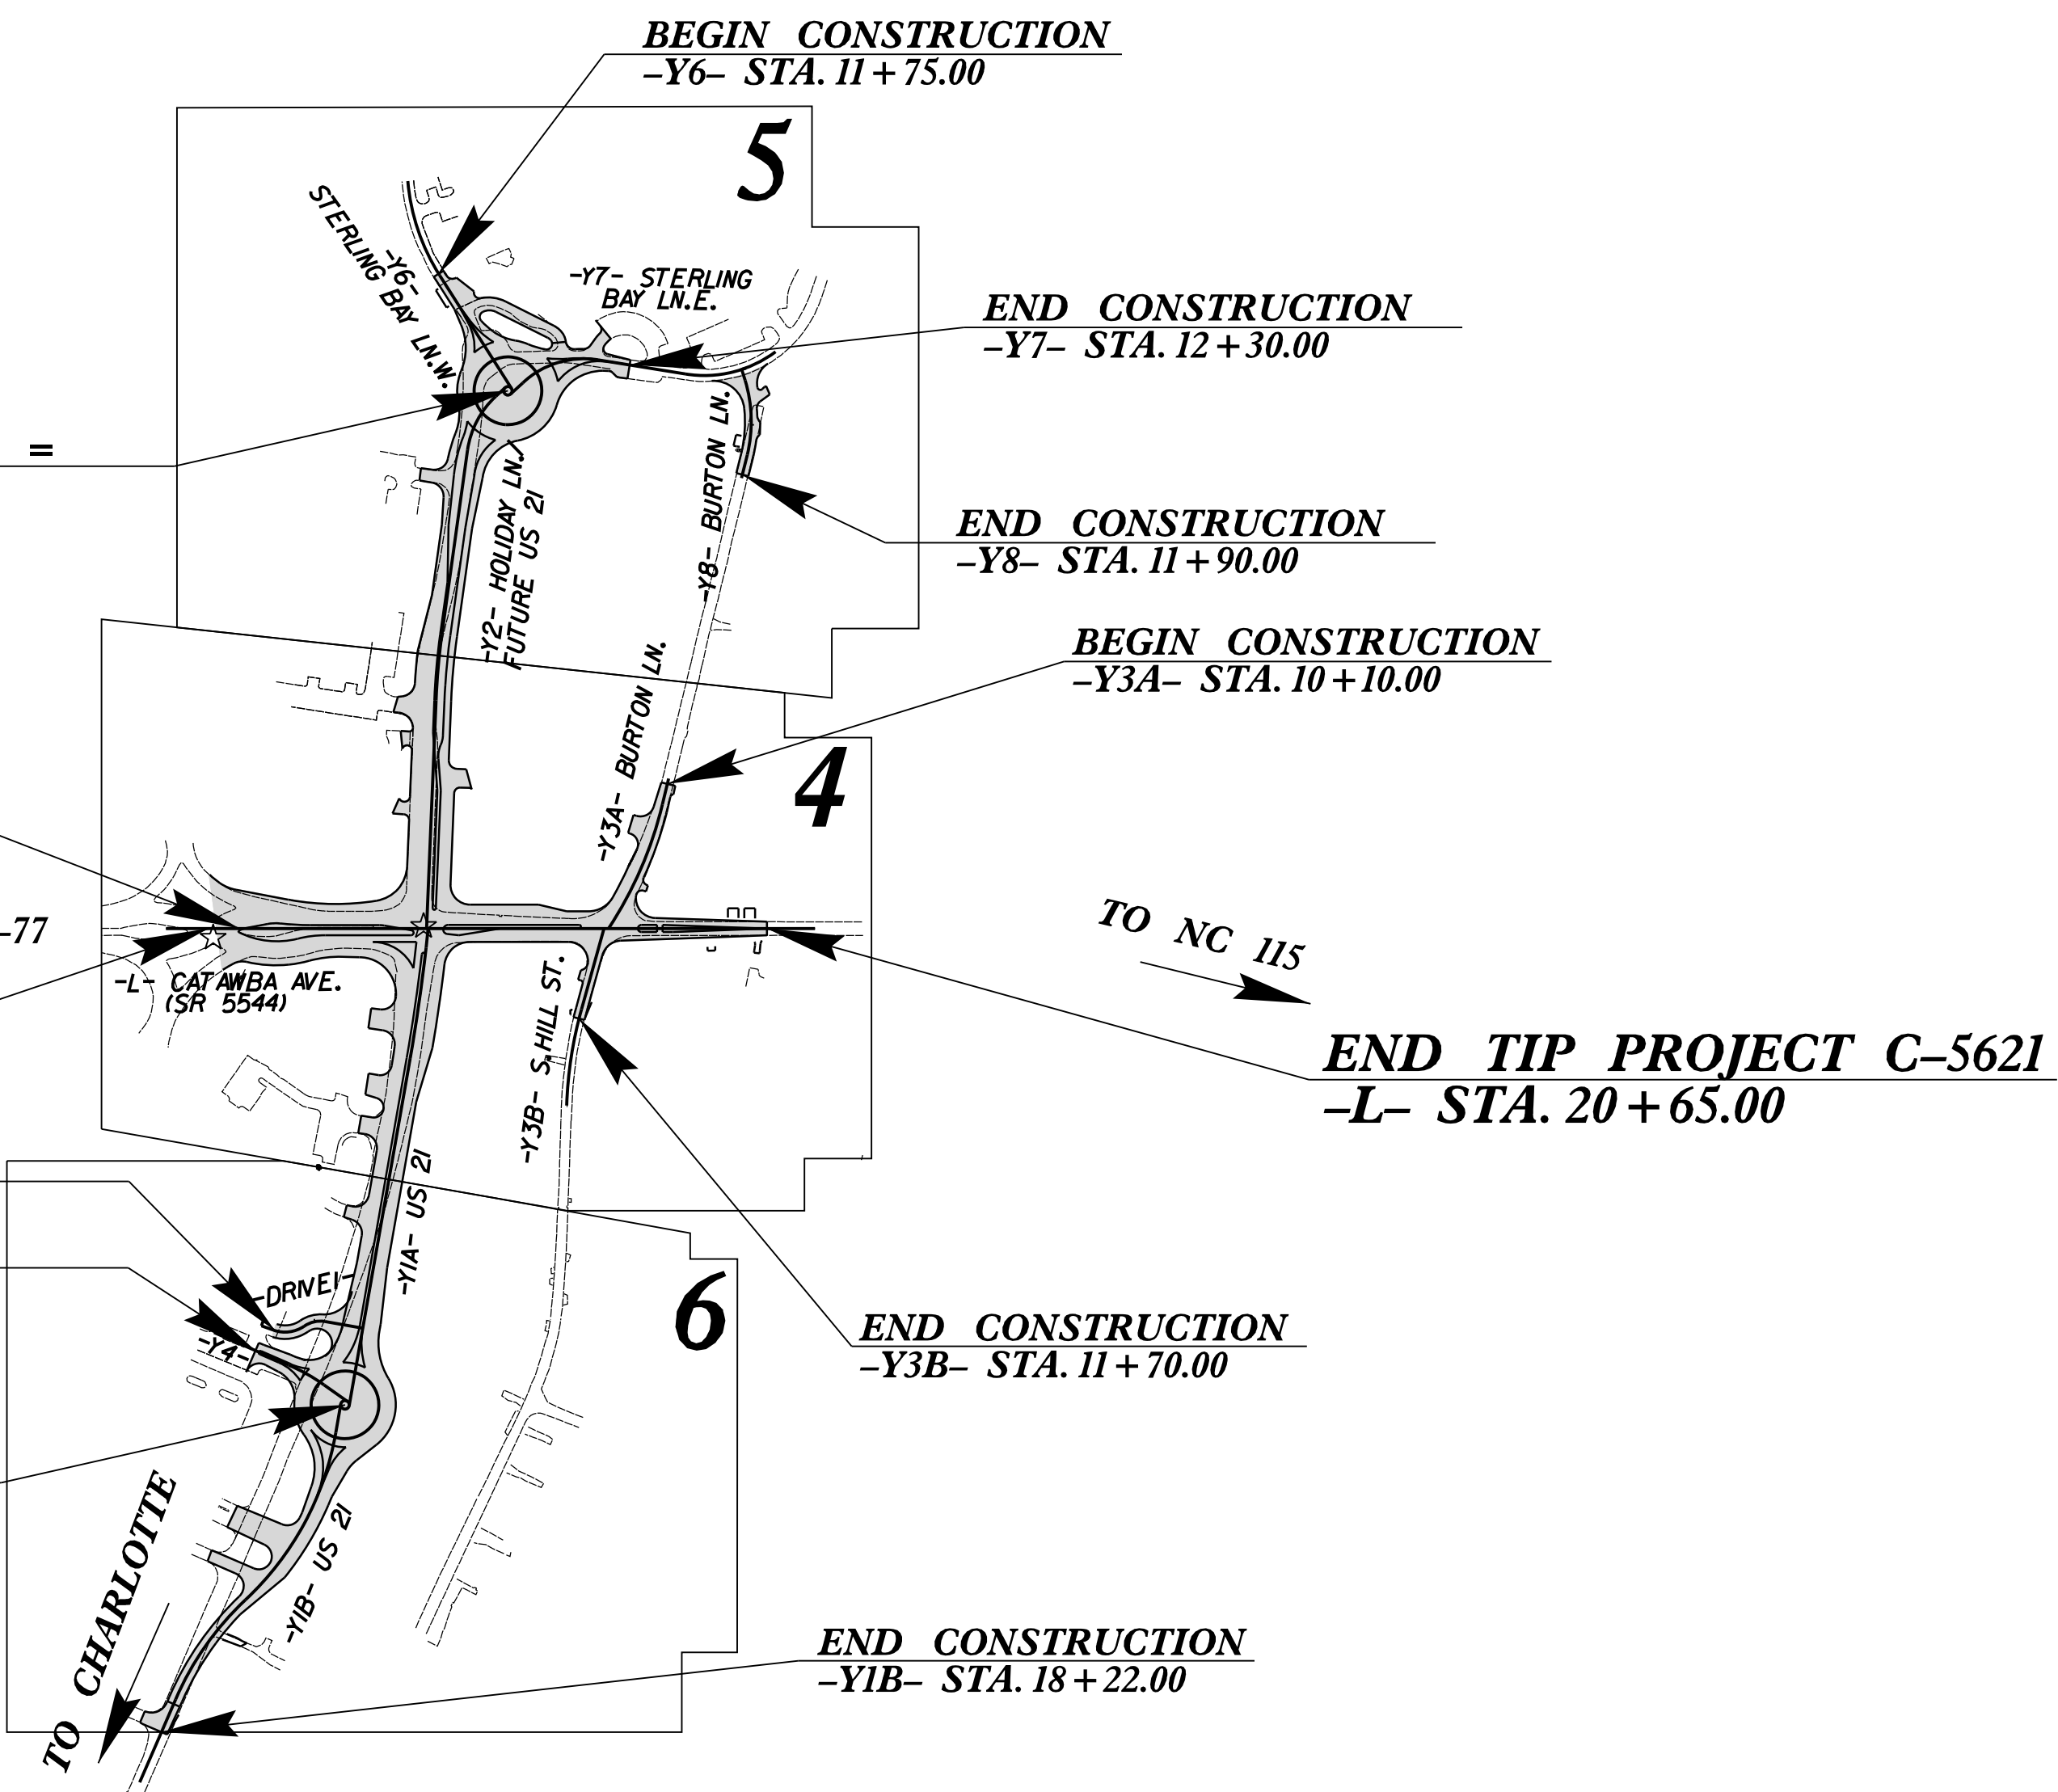 BEGIN CONSTRUCTION
–Y6– STA. 11+75.00
5
STERLING BAY LN.W.
-Y6-
-Y7- STERLING
BAY LN.E.
END CONSTRUCTION
–Y7– STA. 12+30.00
=
-Y2- HOLIDAY LN.
FUTURE US 21
-Y8- BURTON LN.
END CONSTRUCTION
–Y8– STA. 11+90.00
BEGIN CONSTRUCTION
–Y3A– STA. 10+10.00
-Y3A- BURTON LN.
4
–77
-L- CATAWBA AVE.
(SR 5544)
TO NC 115
-Y3B- S.HILL ST.
END TIP PROJECT C–5621
–L– STA. 20+65.00
-Y1A- US 21
-DRIVE1-
-Y4-
6
END CONSTRUCTION
–Y3B– STA. 11+70.00
TO CHARLOTTE
-Y1B- US 21
END CONSTRUCTION
–Y1B– STA. 18+22.00